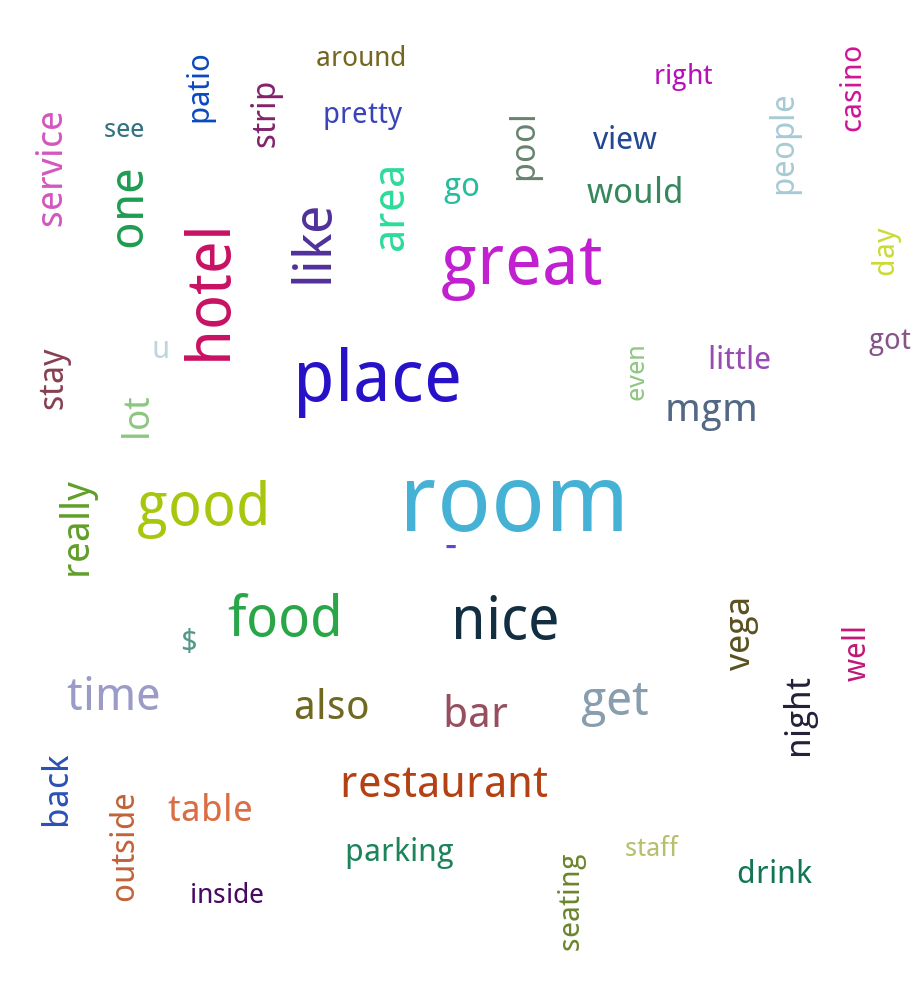 around
patio
right
casino
strip
pretty
see
service
pool
view
people
one
area
go
would
like
hotel
great
day
u
stay
place
even
little
got
lot
mgm
really
good
room
-
food
nice
$
vega
well
time
also
bar
get
night
back
restaurant
outside
table
parking
staff
inside
seating
drink